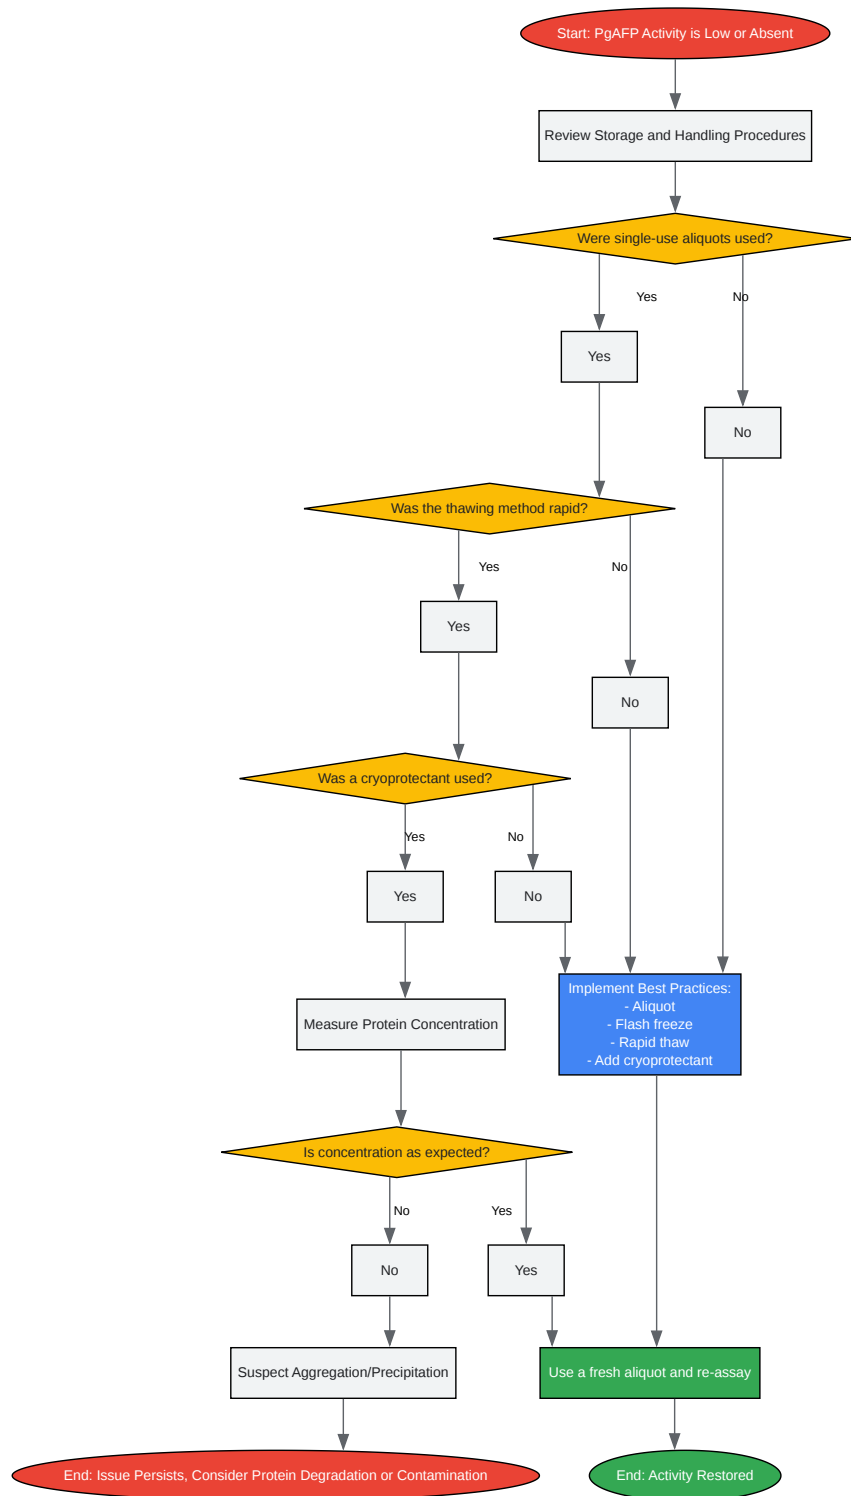 Start: PgAFP Activity is Low or Absent
Review Storage and Handling Procedures
Were single-use aliquots used?
Yes
No
Yes
No
Was the thawing method rapid?
Yes
No
Yes
No
Was a cryoprotectant used?
Yes
No
Yes
No
Implement Best Practices:
- Aliquot
- Flash freeze
- Rapid thaw
- Add cryoprotectant
Measure Protein Concentration
Is concentration as expected?
No
Yes
No
Yes
Suspect Aggregation/Precipitation
Use a fresh aliquot and re-assay
End: Issue Persists, Consider Protein Degradation or Contamination
End: Activity Restored